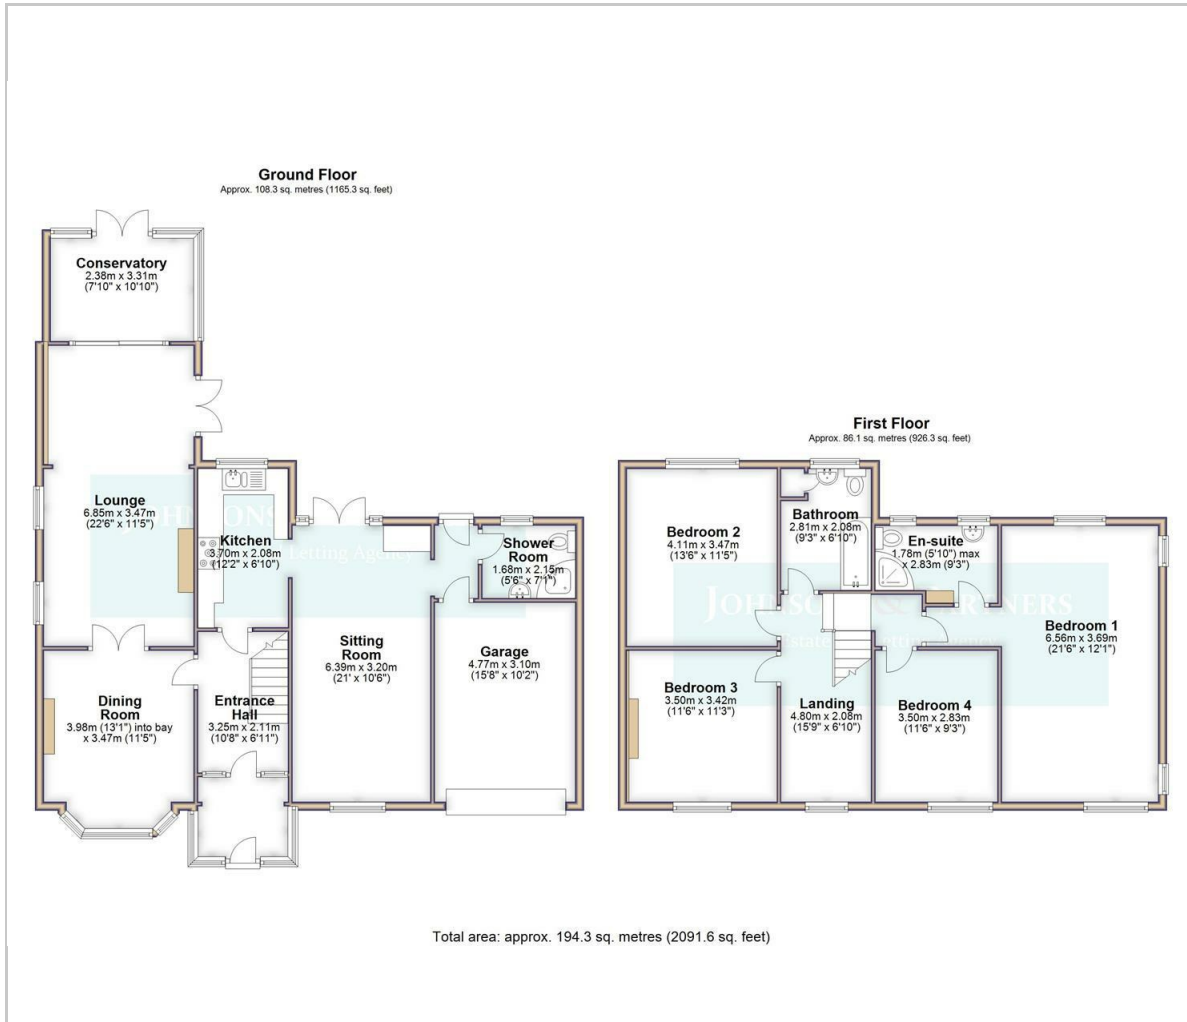 Ground Floor
Approx. 108.3 sq. metres (1165.3 sq. feet)
Conservatory
2.38m x 3.31m
(7'10" x 10'10")
Lounge
6.85m x 3.47m
(22'6" x 11'5")
Kitchen
3.70m x 2.08m
(12'2" x 6'10")
Shower
Room
1.68m x 2.15m
(5'6" x 7'1")
Sitting
Room
6.39m x 3.20m
(21' x 10'6")
Garage
4.77m x 3.10m
(15'8" x 10'2")
Dining
Room
3.98m (13'1") into bay
x 3.47m (11'5")
Entrance
Hall
3.25m x 2.11m
(10'8" x 6'11")
First Floor
Approx. 86.1 sq. metres (926.3 sq. feet)
Bedroom 2
4.11m x 3.47m
(13'6" x 11'5")
Bathroom
2.81m x 2.08m
(9'3" x 6'10")
En-suite
1.78m (5'10") max
x 2.83m (9'3")
Bedroom 1
6.56m x 3.69m
(21'6" x 12'1")
Bedroom 3
3.50m x 3.42m
(11'6" x 11'3")
Landing
4.80m x 2.08m
(15'9" x 6'10")
Bedroom 4
3.50m x 2.83m
(11'6" x 9'3")
Total area: approx. 194.3 sq. metres (2091.6 sq. feet)